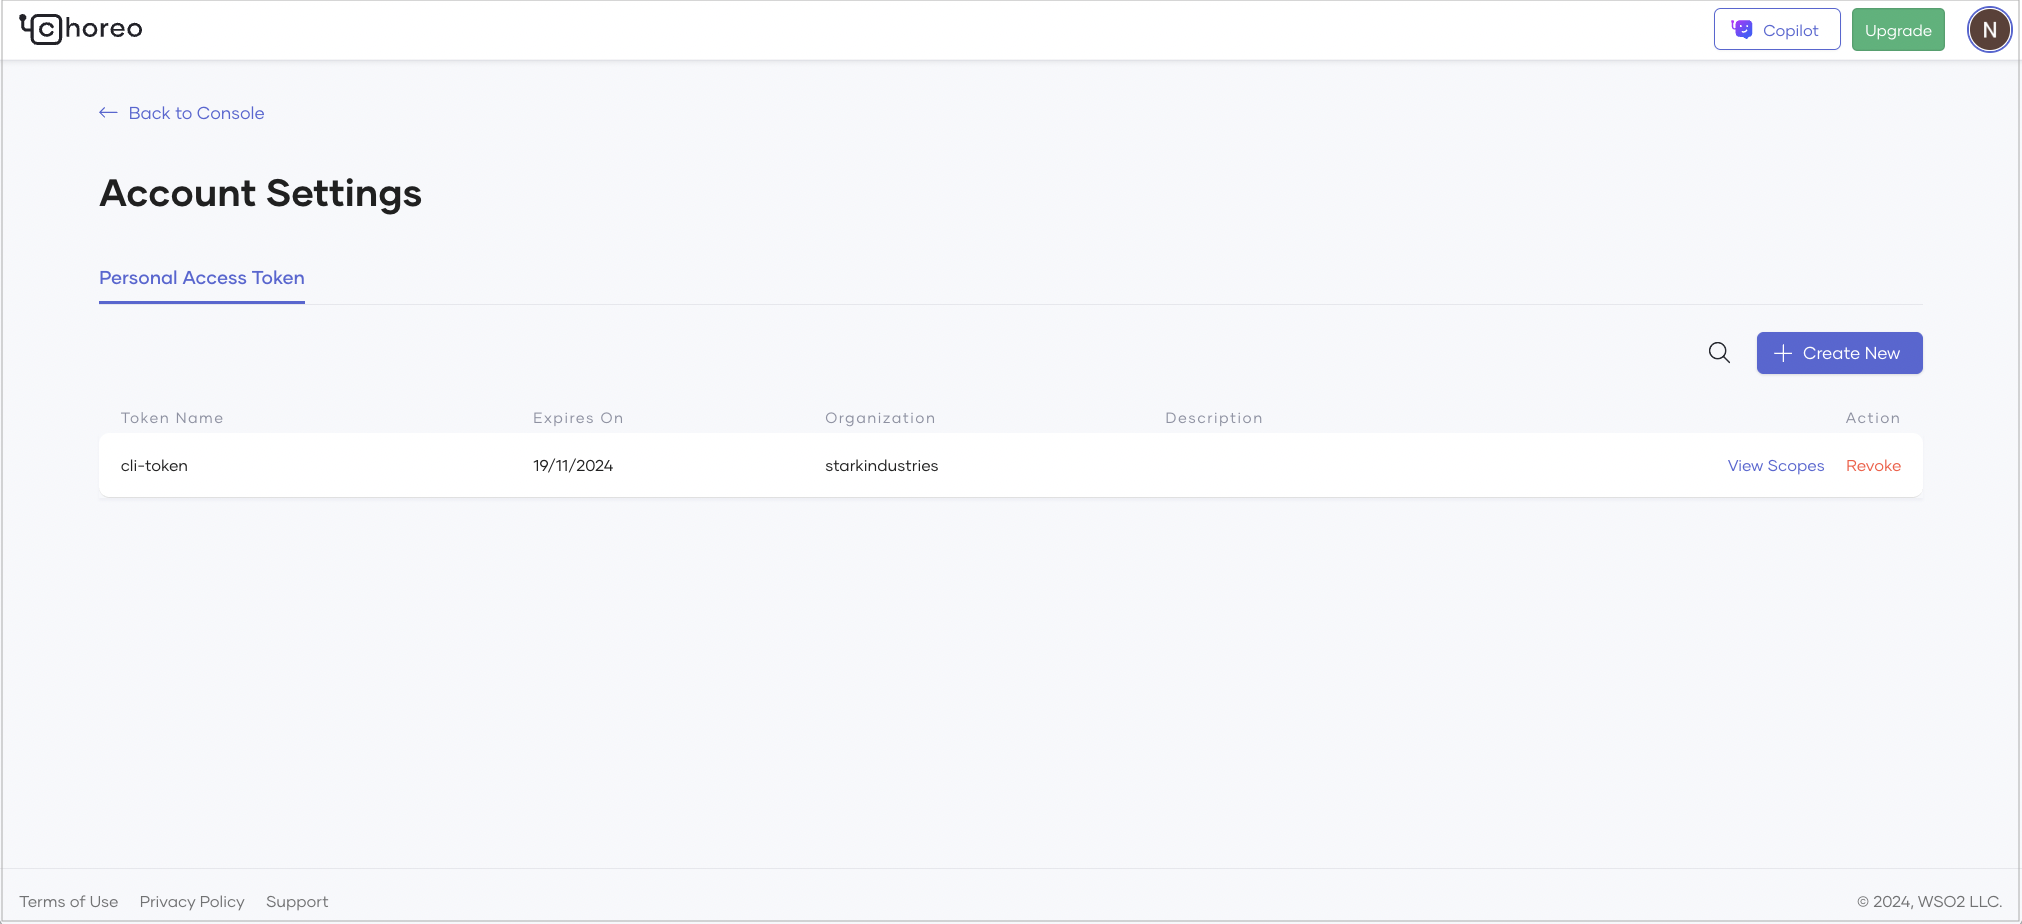 choreo
Copilot
Upgrade
N
Back to Console
Account Settings
Personal Access Token
Create New
Token Name Expires On Organization Description Action
cli-token 19/11/2024 starkindustries View Scopes Revoke
Terms of Use Privacy Policy Support © 2024, WSO2 LLC.